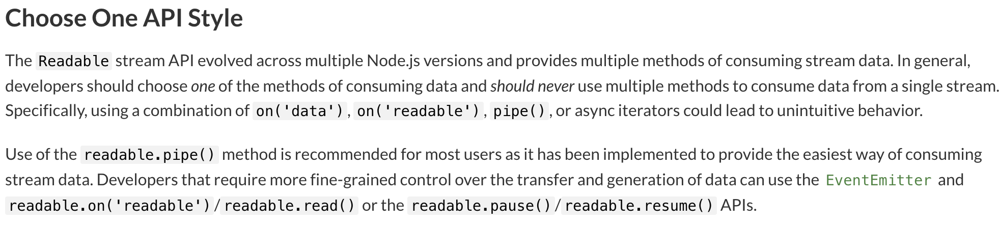 Choose One API Style
The Readable stream API evolved across multiple Node.js versions and provides multiple methods of consuming stream data. In general,
developers should choose one of the methods of consuming data and should never use multiple methods to consume data from a single stream.
Specifically, using a combination of on('data'), on('readable'), pipe(), or async iterators could lead to unintuitive behavior.
Use of the readable.pipe() method is recommended for most users as it has been implemented to provide the easiest way of consuming
stream data. Developers that require more fine-grained control over the transfer and generation of data can use the EventEmitter and
readable.on('readable')/readable.read() or the readable.pause()/readable.resume() APIs.